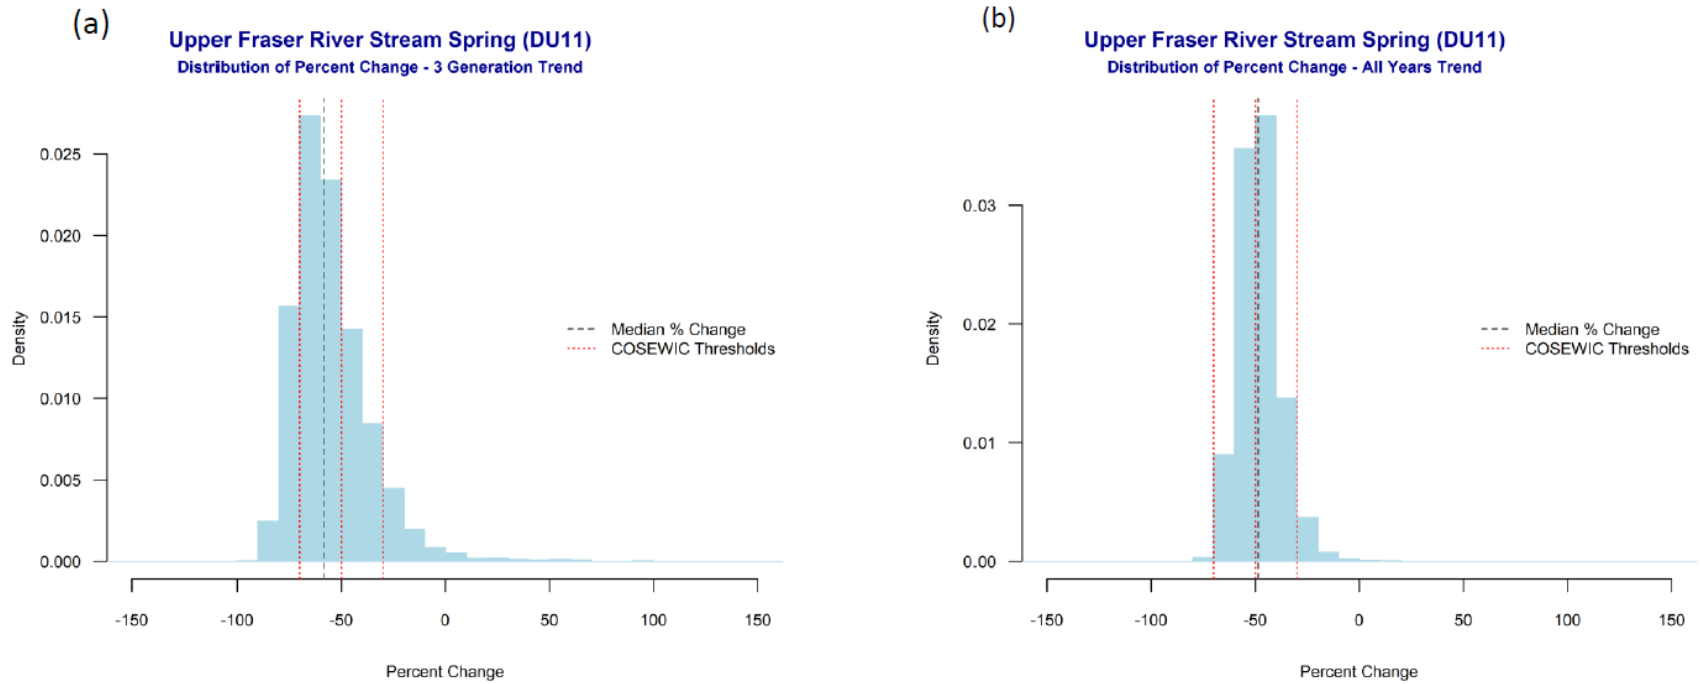 (a)
Upper Fraser River Stream Spring (DU11)
Distribution of Percent Change - 3 Generation Trend
0.025
0.020
0.015
0.010
0.005
0.000
Density
Median % Change
COSEWIC Thresholds
-150 -100 -50 0 50 100 150
Percent Change
(b)
Upper Fraser River Stream Spring (DU11)
Distribution of Percent Change - All Years Trend
0.03
0.02
0.01
0.00
Density
Median % Change
COSEWIC Thresholds
-150 -100 -50 0 50 100 150
Percent Change